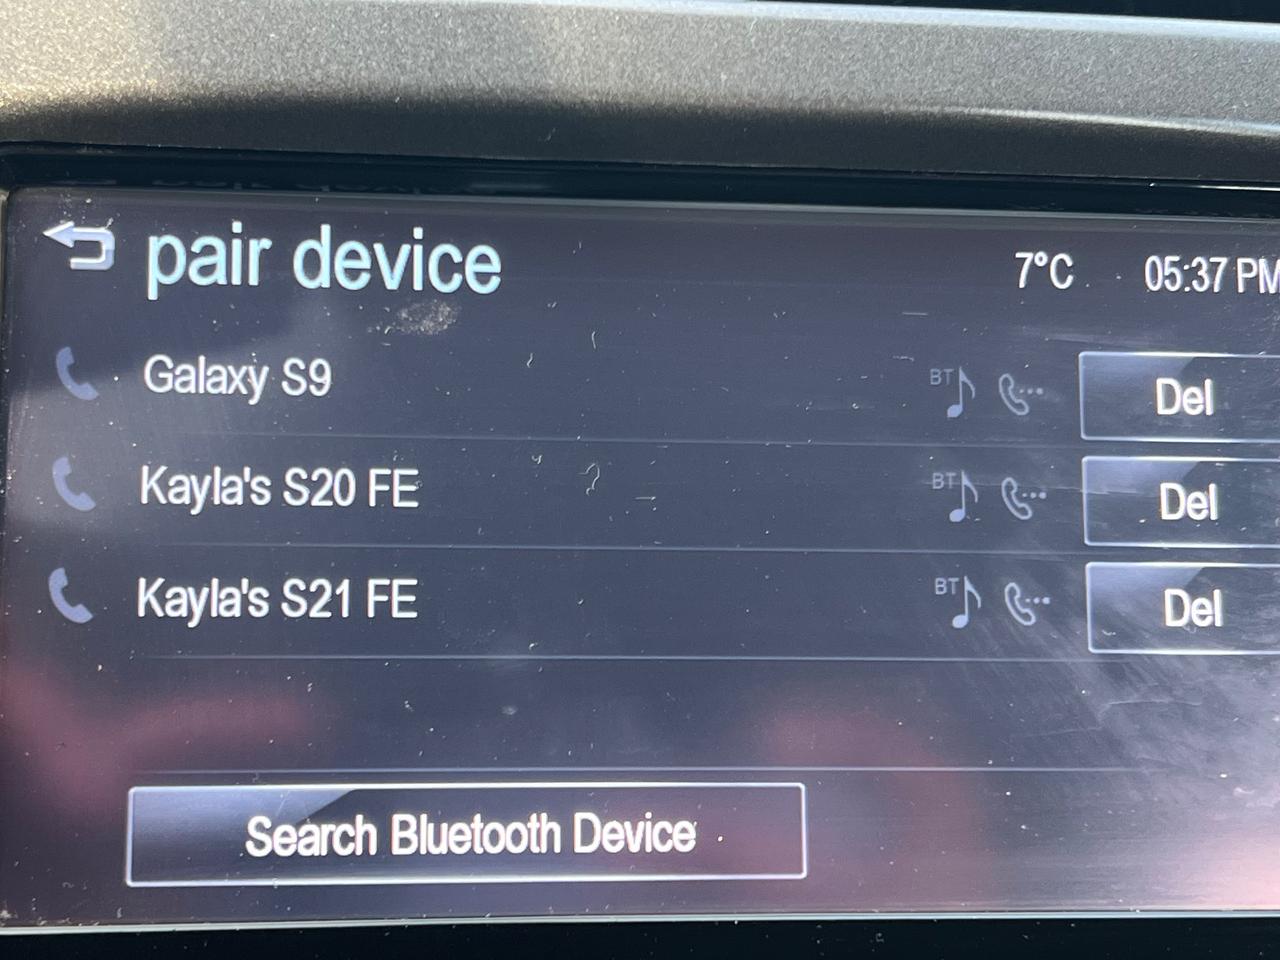 pair device 7°C 05:37 PM
Galaxy S9 BT Del
Kayla's S20 FE BT Del
Kayla's S21 FE BT Del
Search Bluetooth Device